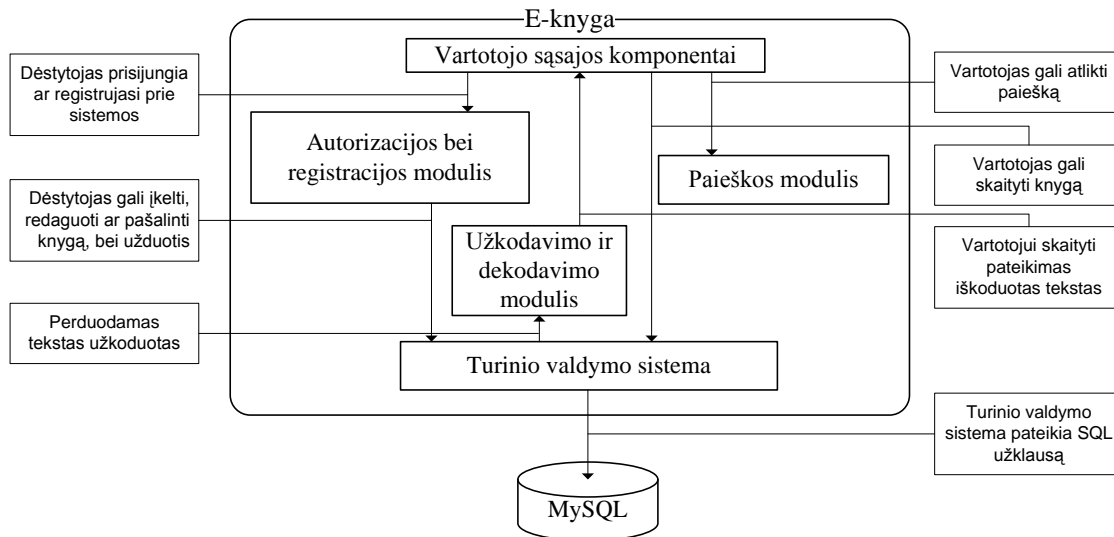 E-knyga
Vartotojo sąsajos komponentai
Dėstytojas prisijungia
ar registrujasi prie
sistemos
Vartotojas gali atlikti
paiešką
Autorizacijos bei
registracijos modulis
Paieškos modulis
Vartotojas gali
skaityti knygą
Dėstytojas gali įkelti,
redaguoti ar pašalinti
knygą, bei užduotis
Užkodavimo ir
dekodavimo
modulis
Vartotojui skaityti
pateikimas
iškoduotas tekstas
Perduodamas
tekstas užkoduotas
Turinio valdymo sistema
Turinio valdymo
sistema pateikia SQL
užklausą
MySQL